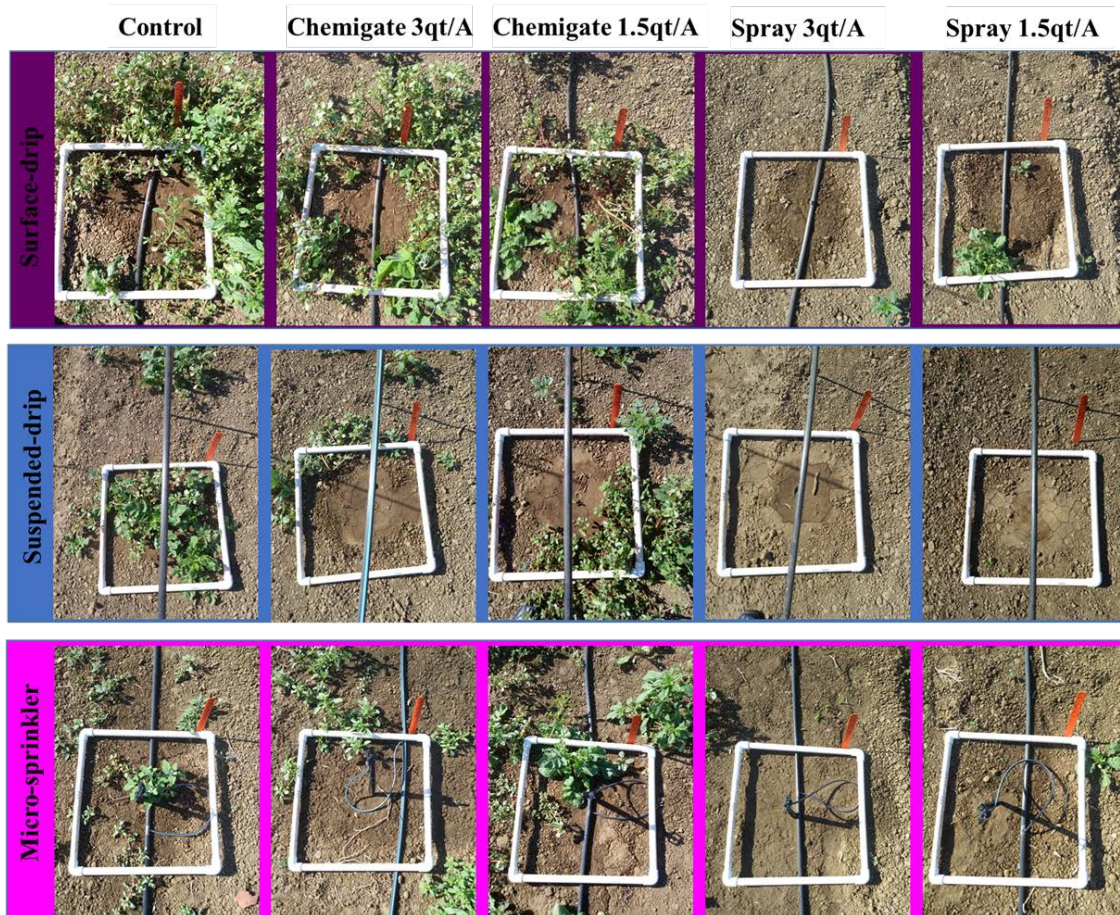 Control Chemigate 3qt/A Chemigate 1.5qt/A Spray 3qt/A Spray 1.5qt/A
Surface-drip
Suspended-drip
Micro-sprinkler